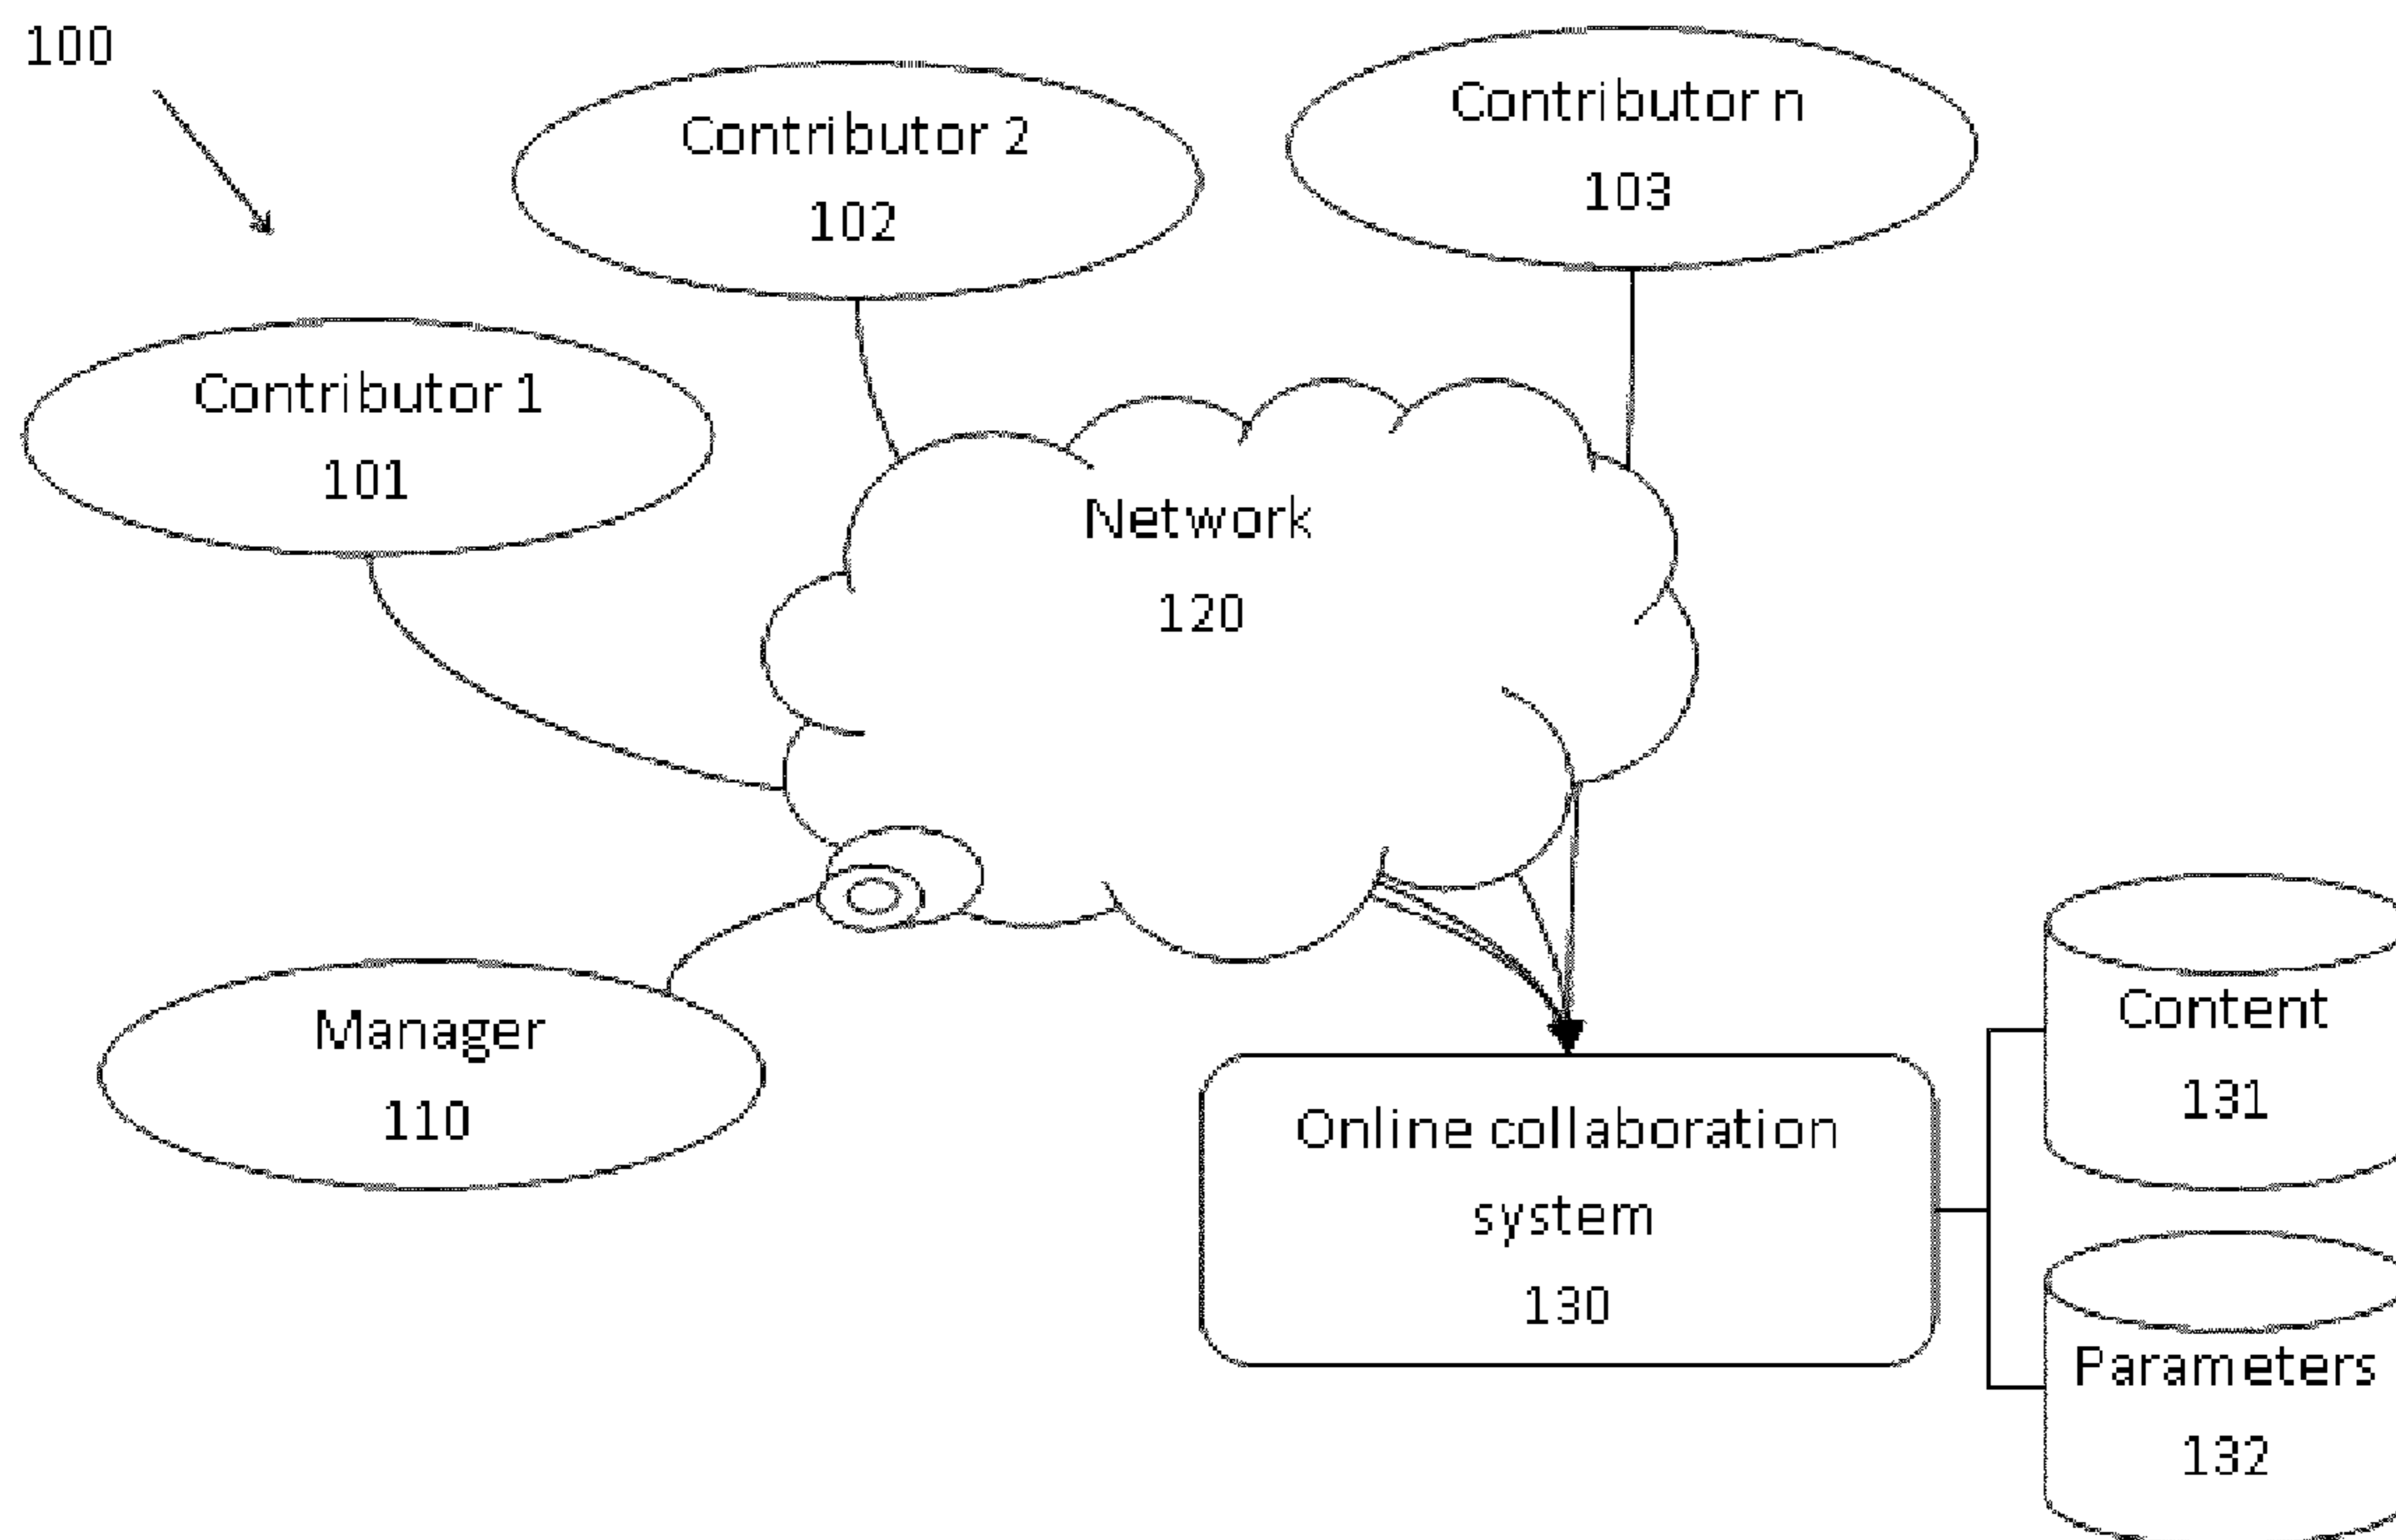 100
Contributor 2
102
Contributor n
103
Contributor 1
101
Network
120
Manager
110
Online collaboration
system
130
Content
131
Parameters
132